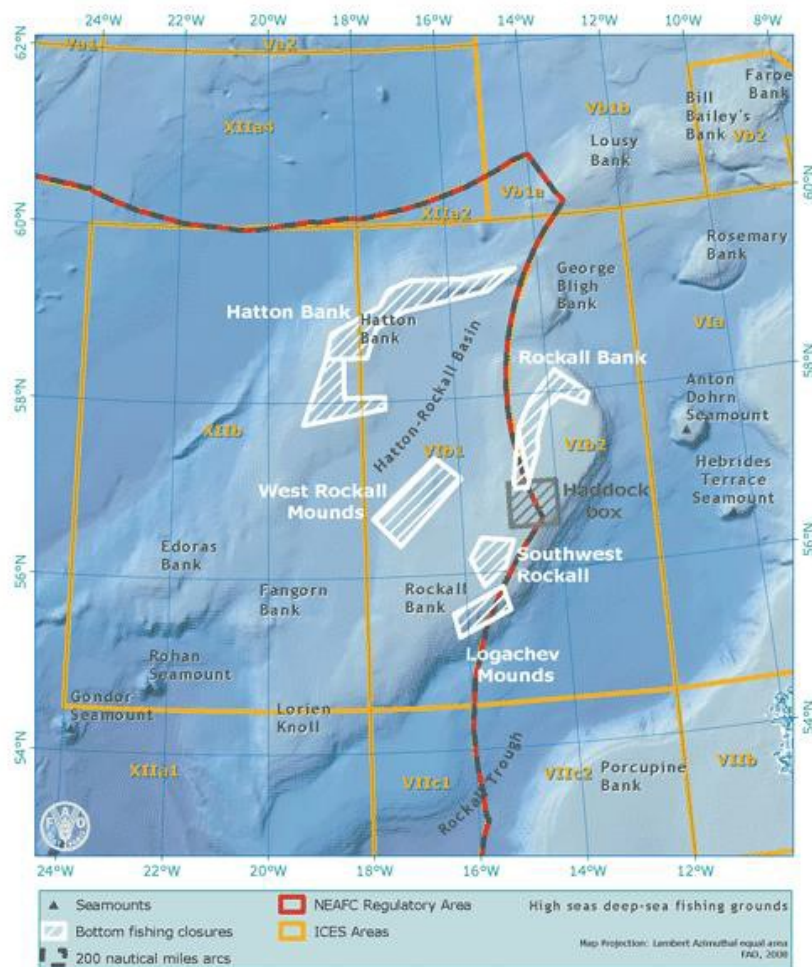 24°W
22°W
20°W
18°W
16°W
14°W
12°W
10°W
8°W
62°N
Va1
Va2
Faroe
Bank
Bill
Bailey's
Bank
XIIa4
Vb1b
Vb2
Lousy
Bank
60°N
Vb1a
XIIa2
60°N
Rosemary
Bank
George
Bligh
Bank
Hatton Bank
Hatton
Bank
VIa
Hatton-Rockall Basin
Rockall Bank
58°N
58°N
Anton
Dohrn
Seamount
XIIb
VIb1
VIb2
Hebrides
Terrace
Seamount
West Rockall
Mounds
Haddock
box
56°N
Edoras
Bank
Southwest
Rockall
56°N
Fangorn
Bank
Rockall
Bank
Rohan
Seamount
Logachev
Mounds
Gondor
Seamount
Lorien
Knoll
54°N
54°N
XIIa1
VIIc1
Rockall Trough
VIIc2
Porcupine
Bank
VIIb
FAO
24°W
22°W
20°W
18°W
16°W
14°W
12°W
Seamounts
NEAFC Regulatory Area
High seas deep-sea fishing grounds
Bottom fishing closures
ICES Areas
200 nautical miles arcs
Map Projection: Lambert Azimuthal equal area
FAO, 2008